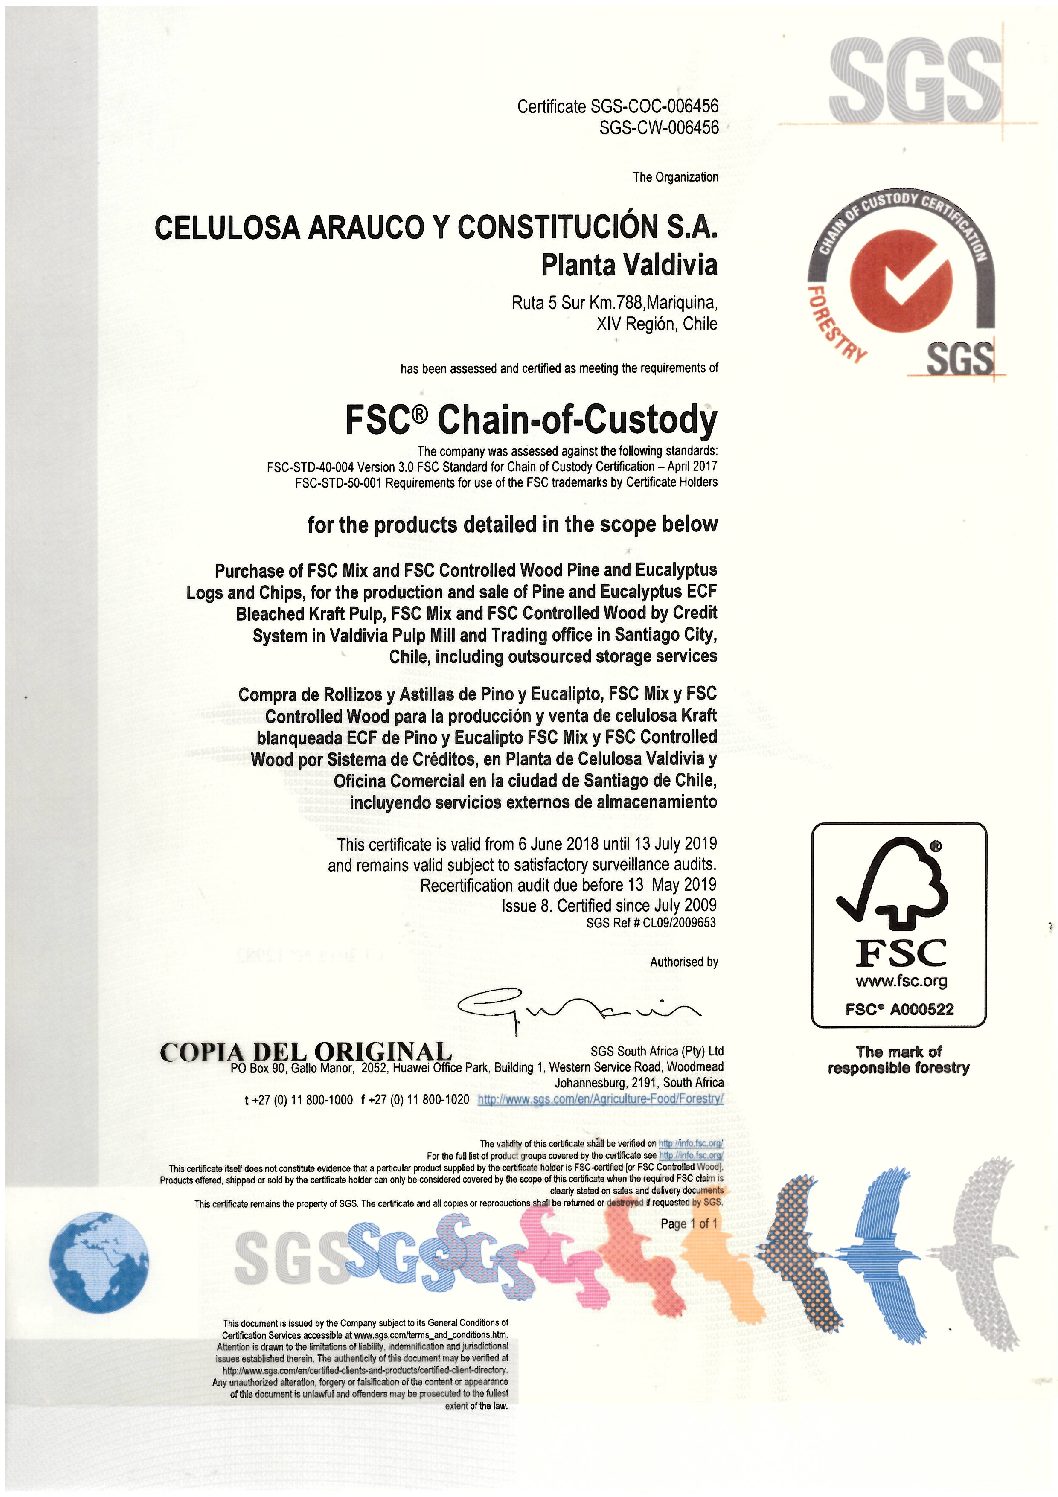 SGS
Certificate SGS-COC-006456
SGS-CW-006456
The Organization
CELULOSA ARAUCO Y CONSTITUCIÓN S.A.
Planta Valdivia
Ruta 5 Sur Km.788,Mariquina,
XIV Región, Chile
CHAIN OF CUSTODY CERTIFICATION
FORESTRY
SGS
has been assessed and certified as meeting the requirements of
FSC® Chain-of-Custody
The company was assessed against the following standards:
FSC-STD-40-004 Version 3.0 FSC Standard for Chain of Custody Certification – April 2017
FSC-STD-50-001 Requirements for use of the FSC trademarks by Certificate Holders
for the products detailed in the scope below
Purchase of FSC Mix and FSC Controlled Wood Pine and Eucalyptus
Logs and Chips, for the production and sale of Pine and Eucalyptus ECF
Bleached Kraft Pulp, FSC Mix and FSC Controlled Wood by Credit
System in Valdivia Pulp Mill and Trading office in Santiago City,
Chile, including outsourced storage services
Compra de Rollizos y Astillas de Pino y Eucalipto, FSC Mix y FSC
Controlled Wood para la producción y venta de celulosa Kraft
blanqueada ECF de Pino y Eucalipto FSC Mix y FSC Controlled
Wood por Sistema de Créditos, en Planta de Celulosa Valdivia y
Oficina Comercial en la ciudad de Santiago de Chile,
incluyendo servicios externos de almacenamiento
This certificate is valid from 6 June 2018 until 13 July 2019
and remains valid subject to satisfactory surveillance audits.
Recertification audit due before 13 May 2019
Issue 8. Certified since July 2009
SGS Ref # CL09/2009653
Authorised by
FSC
www.fsc.org
FSC® A000522
The mark of
responsible forestry
COPIA DEL ORIGINAL
SGS South Africa (Pty) Ltd
PO Box 90, Gallo Manor, 2052, Huawei Office Park, Building 1, Western Service Road, Woodmead
Johannesburg, 2191, South Africa
t +27 (0) 11 800-1000 f +27 (0) 11 800-1020 http://www.sgs.com/en/Agriculture-Food/Forestry/
The validity of this certificate shall be verified on http://info.fsc.org/
For the full list of product groups covered by the certificate see http://info.fsc.org/
This certificate itself does not constitute evidence that a particular product supplied by the certificate holder is FSC-certified [or FSC Controlled Wood].
Products offered, shipped or sold by the certificate holder can only be considered covered by the scope of this certificate when the required FSC claim is
clearly stated on sales and delivery documents
This certificate remains the property of SGS. The certificate and all copies or reproductions shall be returned or destroyed if requested by SGS.
Page 1 of 1
SGS SGS SGS
This document is issued by the Company subject to its General Conditions of
Certification Services accessible at www.sgs.com/terms_and_conditions.htm.
Attention is drawn to the limitations of liability, indemnification and jurisdictional
issues established therein. The authenticity of this document may be verified at
http://www.sgs.com/en/certified-clients-and-products/certified-client-directory.
Any unauthorized alteration, forgery or falsification of the content or appearance
of this document is unlawful and offenders may be prosecuted to the fullest
extent of the law.